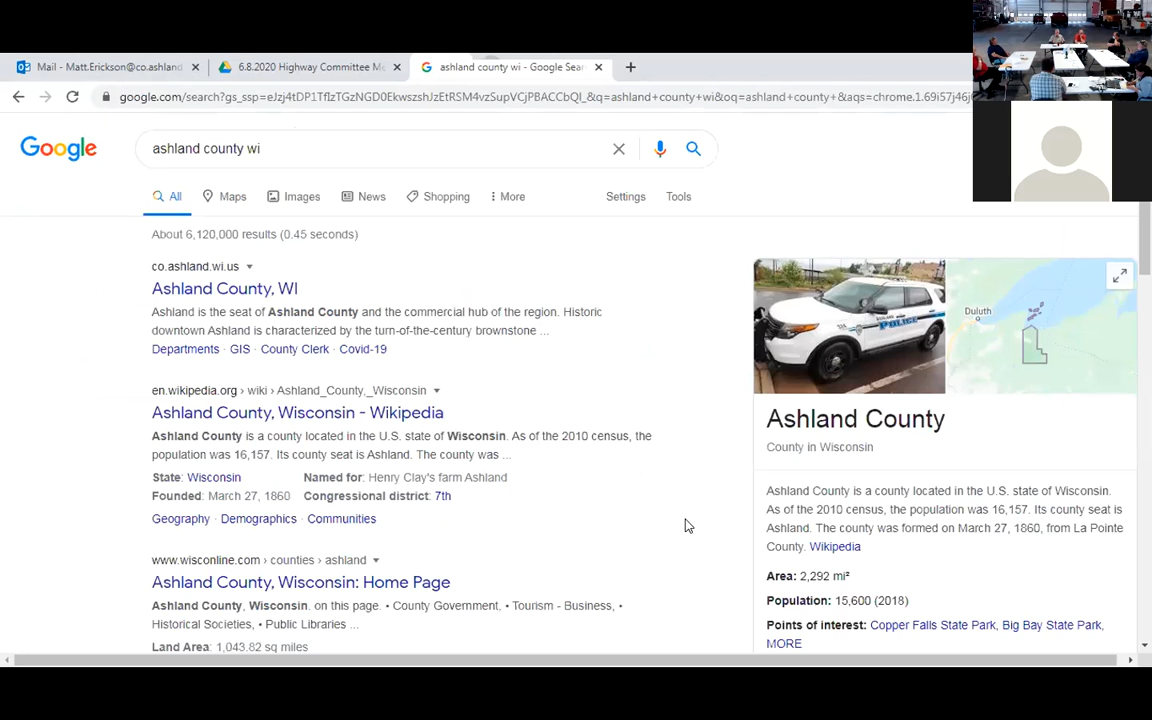 Mail - Matt.Erickson@co.ashland
6.8.2020 Highway Committee Me
ashland county wi - Google Sear
google.com/search?gs_ssp=
&q=ashland+county+wi&oq=ashland+county+&aqs=chrome.1.69i57j46j
Google
ashland county wi
All
Maps
Images
News
Shopping
More
Settings
Tools
About 6,120,000 results (0.45 seconds)
co.ashland.wi.us
Ashland County, WI
Ashland is the seat of Ashland County and the commercial hub of the region. Historic
downtown Ashland is characterized by the turn-of-the-century brownstone ...
Departments · GIS · County Clerk · Covid-19
en.wikipedia.org › wiki › Ashland_County,_Wisconsin
Ashland County, Wisconsin - Wikipedia
Ashland County is a county located in the U.S. state of Wisconsin. As of the 2010 census, the
population was 16,157. Its county seat is Ashland. The county was ...
State: Wisconsin
Named for: Henry Clay's farm Ashland
Founded: March 27, 1860
Congressional district: 7th
Geography · Demographics · Communities
www.wisconline.com › counties › ashland
Ashland County, Wisconsin: Home Page
Ashland County, Wisconsin. on this page. • County Government, • Tourism - Business, •
Historical Societies, • Public Libraries ...
Land Area: 1,043.82 sq miles
POLICE
Duluth
Ashland County
County in Wisconsin
Ashland County is a county located in the U.S. state of Wisconsin.
As of the 2010 census, the population was 16,157. Its county seat is
Ashland. The county was formed on March 27, 1860, from La Pointe
County. Wikipedia
Area: 2,292 mi²
Population: 15,600 (2018)
Points of interest: Copper Falls State Park, Big Bay State Park,
MORE